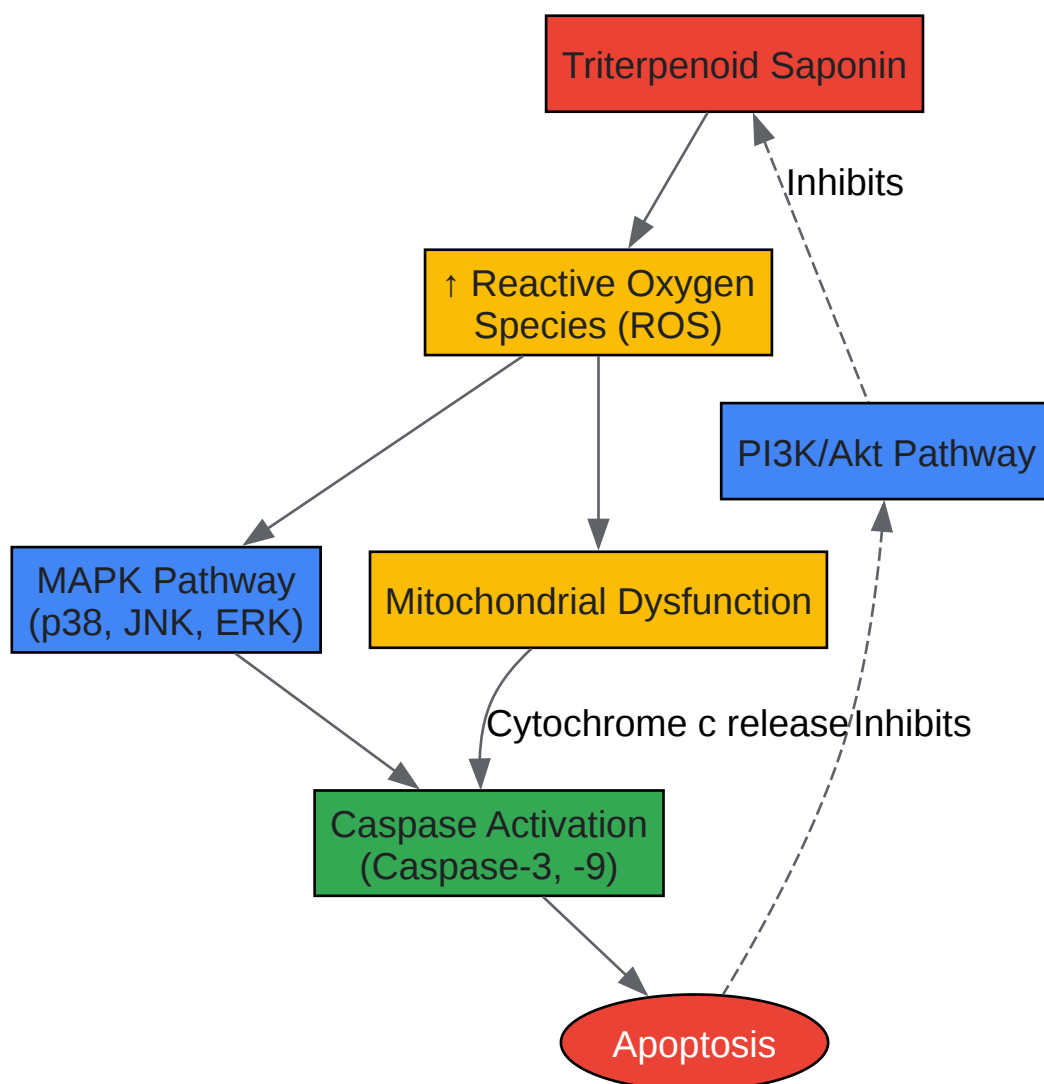 Triterpenoid Saponin
Inhibits
↑ Reactive Oxygen
Species (ROS)
PI3K/Akt Pathway
MAPK Pathway
(p38, JNK, ERK)
Mitochondrial Dysfunction
Cytochrome c release
Inhibits
Caspase Activation
(Caspase-3, -9)
Apoptosis